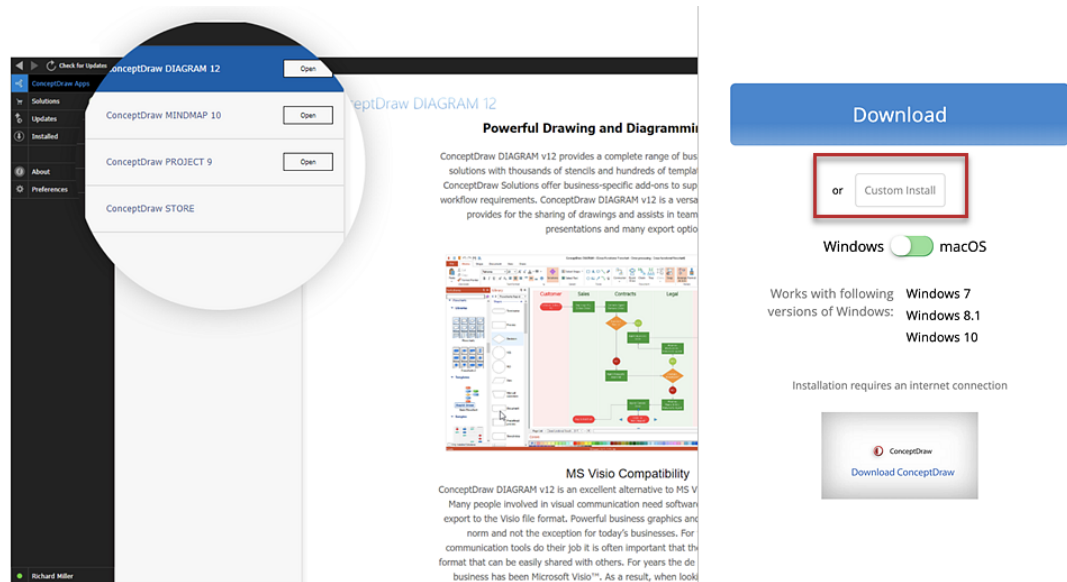 Check for Updates
ConceptDraw Apps
Solutions
Updates
Installed
About
Preferences
Richard Miller
onceptDraw DIAGRAM 12
Open
ConceptDraw MINDMAP 10
Open
ConceptDraw PROJECT 9
Open
ConceptDraw STORE
eptDraw DIAGRAM 12
Powerful Drawing and Diagrammi
ConceptDraw DIAGRAM v12 provides a complete range of bus
solutions with thousands of stencils and hundreds of templa
ConceptDraw Solutions offer business-specific add-ons to sup
workflow requirements. ConceptDraw DIAGRAM v12 is a versa
provides for the sharing of drawings and assists in team
presentations and many export optio
Customer
Sales
Contracts
Legal
MS Visio Compatibility
ConceptDraw DIAGRAM v12 is an excellent alternative to MS V
Many people involved in visual communication need software
export to the Visio file format. Powerful business graphics and
norm and not the exception for today's businesses. For
communication tools do their job it is often important that the
format that can be easily shared with others. For years the de
business has been Microsoft Visio™. As a result, when looki
Download
or
Custom Install
Windows
macOS
Works with following
versions of Windows:
Windows 7
Windows 8.1
Windows 10
Installation requires an internet connection
ConceptDraw
Download ConceptDraw